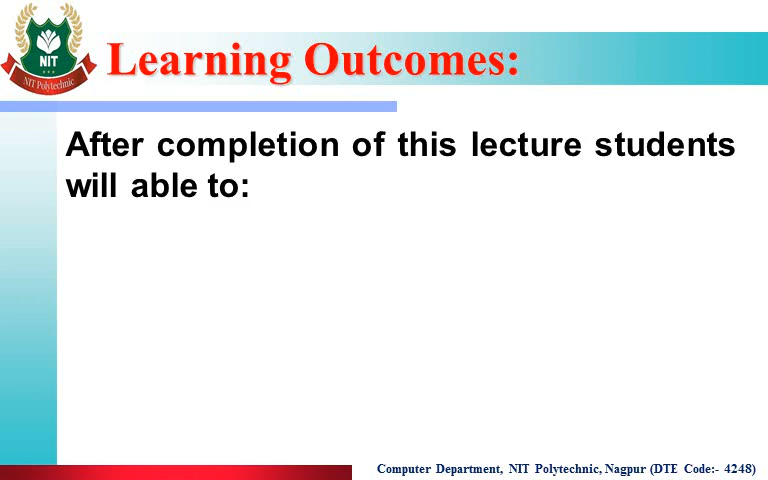 NIT
NIT Polytechnic
Learning Outcomes:
After completion of this lecture students
will able to:
Computer Department, NIT Polytechnic, Nagpur (DTE Code:- 4248)